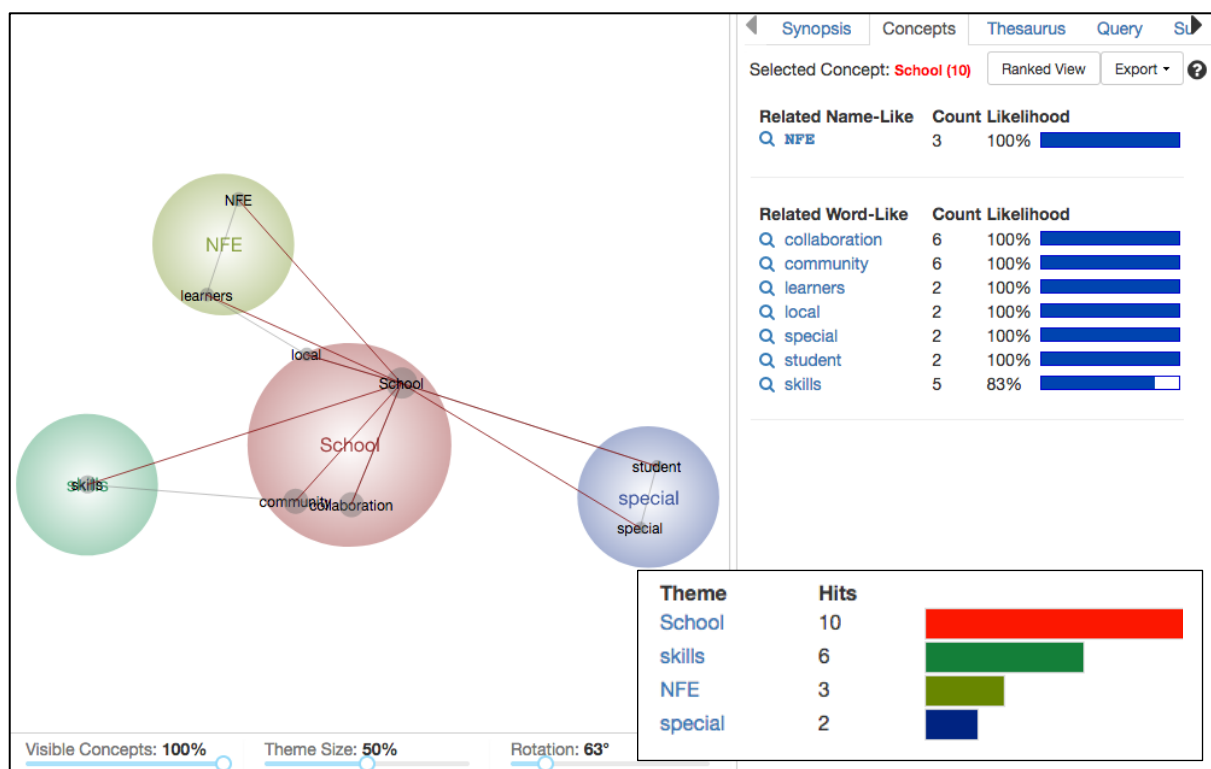 Synopsis Concepts Thesaurus Query Su
Selected Concept: School (10) Ranked View Export ?
Related Name-Like Count Likelihood
NFE 3 100%
Related Word-Like Count Likelihood
collaboration 6 100%
community 6 100%
learners 2 100%
local 2 100%
special 2 100%
student 2 100%
skills 5 83%
NFE
NFE
learners
local
School
School
skills
skills
community
collaboration
student
special
special
Theme Hits
School 10
skills 6
NFE 3
special 2
Visible Concepts: 100% Theme Size: 50% Rotation: 63°